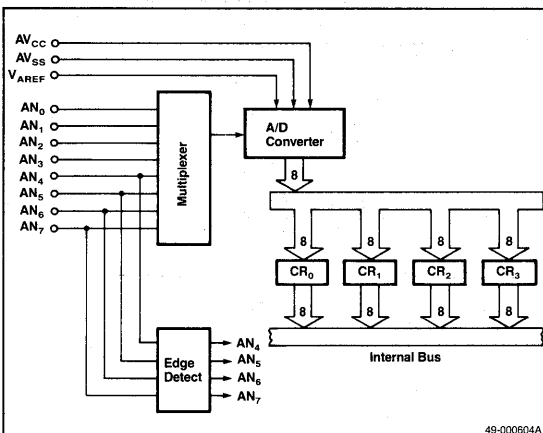 AVCC
AVSS
VAREF
AN0
AN1
AN2
AN3
AN4
AN5
AN6
AN7
Multiplexer
A/D
Converter
8
8
8
8
8
CR0
CR1
CR2
CR3
8
8
8
8
Internal Bus
Edge
Detect
AN4
AN5
AN6
AN7
49-000604A